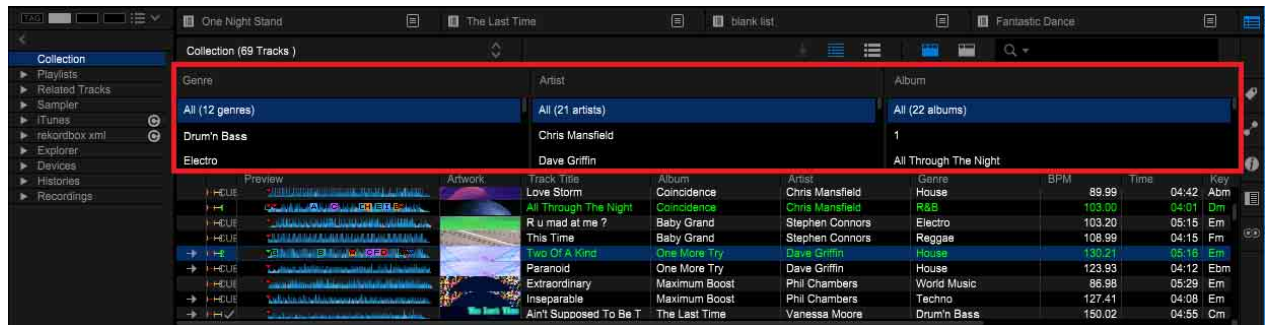 TAG One Night Stand The Last Time blank list Fantastic Dance
Collection (69 Tracks )
Collection
Playlists
Related Tracks
Sampler
iTunes
rekordbox xml
Explorer
Devices
Histories
Recordings
Genre Artist Album
All (12 genres) All (21 artists) All (22 albums)
Drum'n Bass Chris Mansfield 1
Electro Dave Griffin All Through The Night
Preview Artwork Track Title Album Artist Genre BPM Time Key
CUE Love Storm Coincidence Chris Mansfield House 89.99 04:42 Abm
All Through The Night Coincidence Chris Mansfield R&B 103.00 04:01 Dm
CUE R u mad at me ? Baby Grand Stephen Connors Electro 103.20 05:15 Em
CUE This Time Baby Grand Stephen Connors Reggae 108.99 04:15 Fm
Two Of A Kind One More Try Dave Griffin House 130.21 05:16 Em
CUE Paranoid One More Try Dave Griffin House 123.93 04:12 Ebm
CUE Extraordinary Maximum Boost Phil Chambers World Music 86.98 05:29 Em
CUE Inseparable Maximum Boost Phil Chambers Techno 127.41 04:08 Em
The Last Time Ain't Supposed To Be T The Last Time Vanessa Moore Drum'n Bass 150.02 04:55 Cm